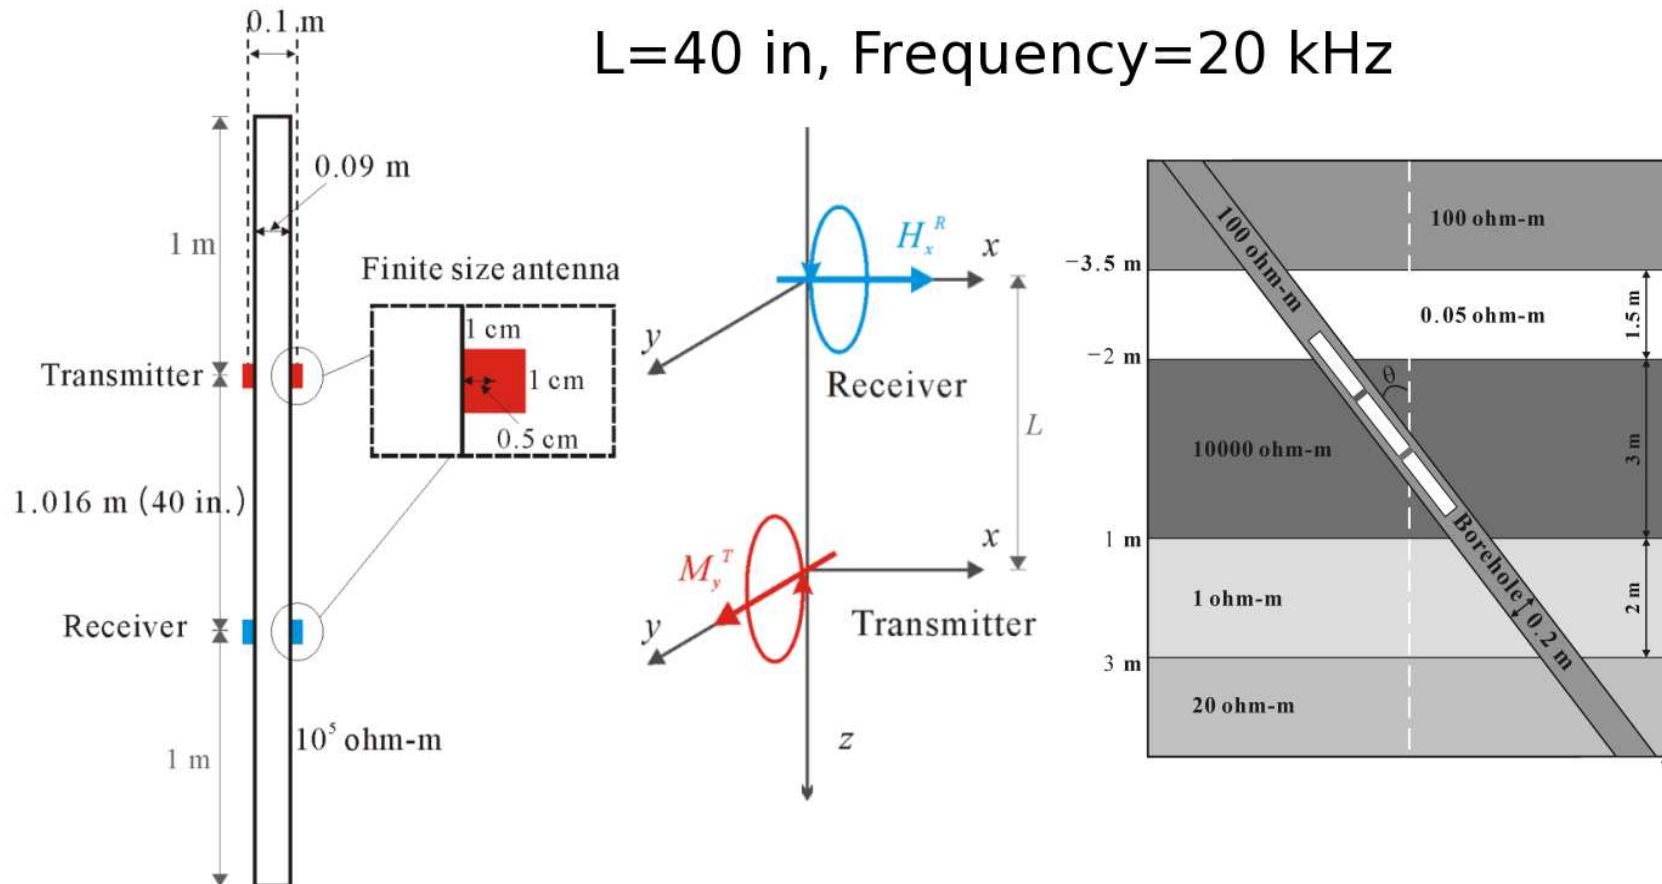 L=40 in, Frequency=20 kHz
0.1 m
0.09 m
1 m
Finite size antenna
1 cm
1 cm
0.5 cm
Transmitter
1.016 m (40 in.)
Receiver
10⁵ ohm-m
1 m
Hₓᴿ
x
y
Receiver
L
x
M_y^T
y
Transmitter
z
100 ohm-m
100 ohm-m
−3.5 m
0.05 ohm-m
1.5 m
−2 m
θ
10000 ohm-m
3 m
1 m
1 ohm-m
Borehole
0.2 m
2 m
3 m
20 ohm-m